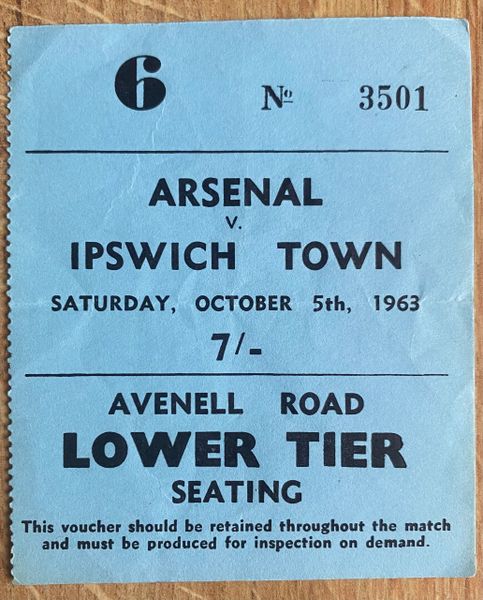 6 Nº 3501
ARSENAL
V.
IPSWICH TOWN
SATURDAY, OCTOBER 5th, 1963
7/-
AVENELL ROAD
LOWER TIER
SEATING
This voucher should be retained throughout the match
and must be produced for inspection on demand.